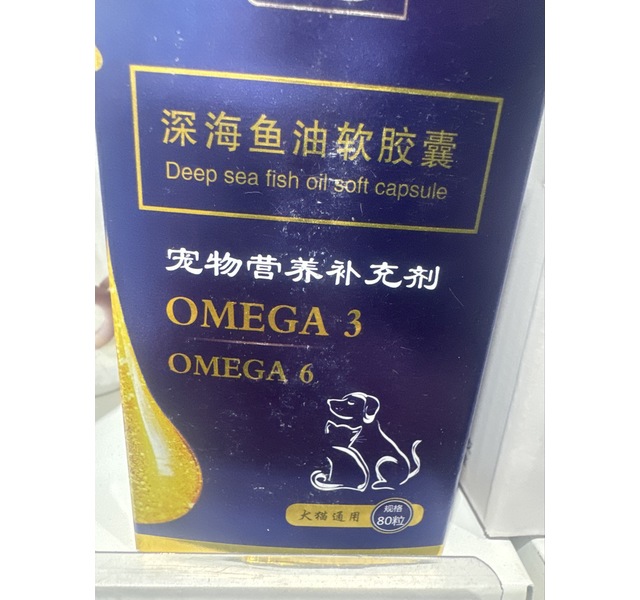 深海鱼油软胶囊
Deep sea fish oil soft capsule
宠物营养补充剂
OMEGA 3
OMEGA 6
犬猫通用
规格
80粒